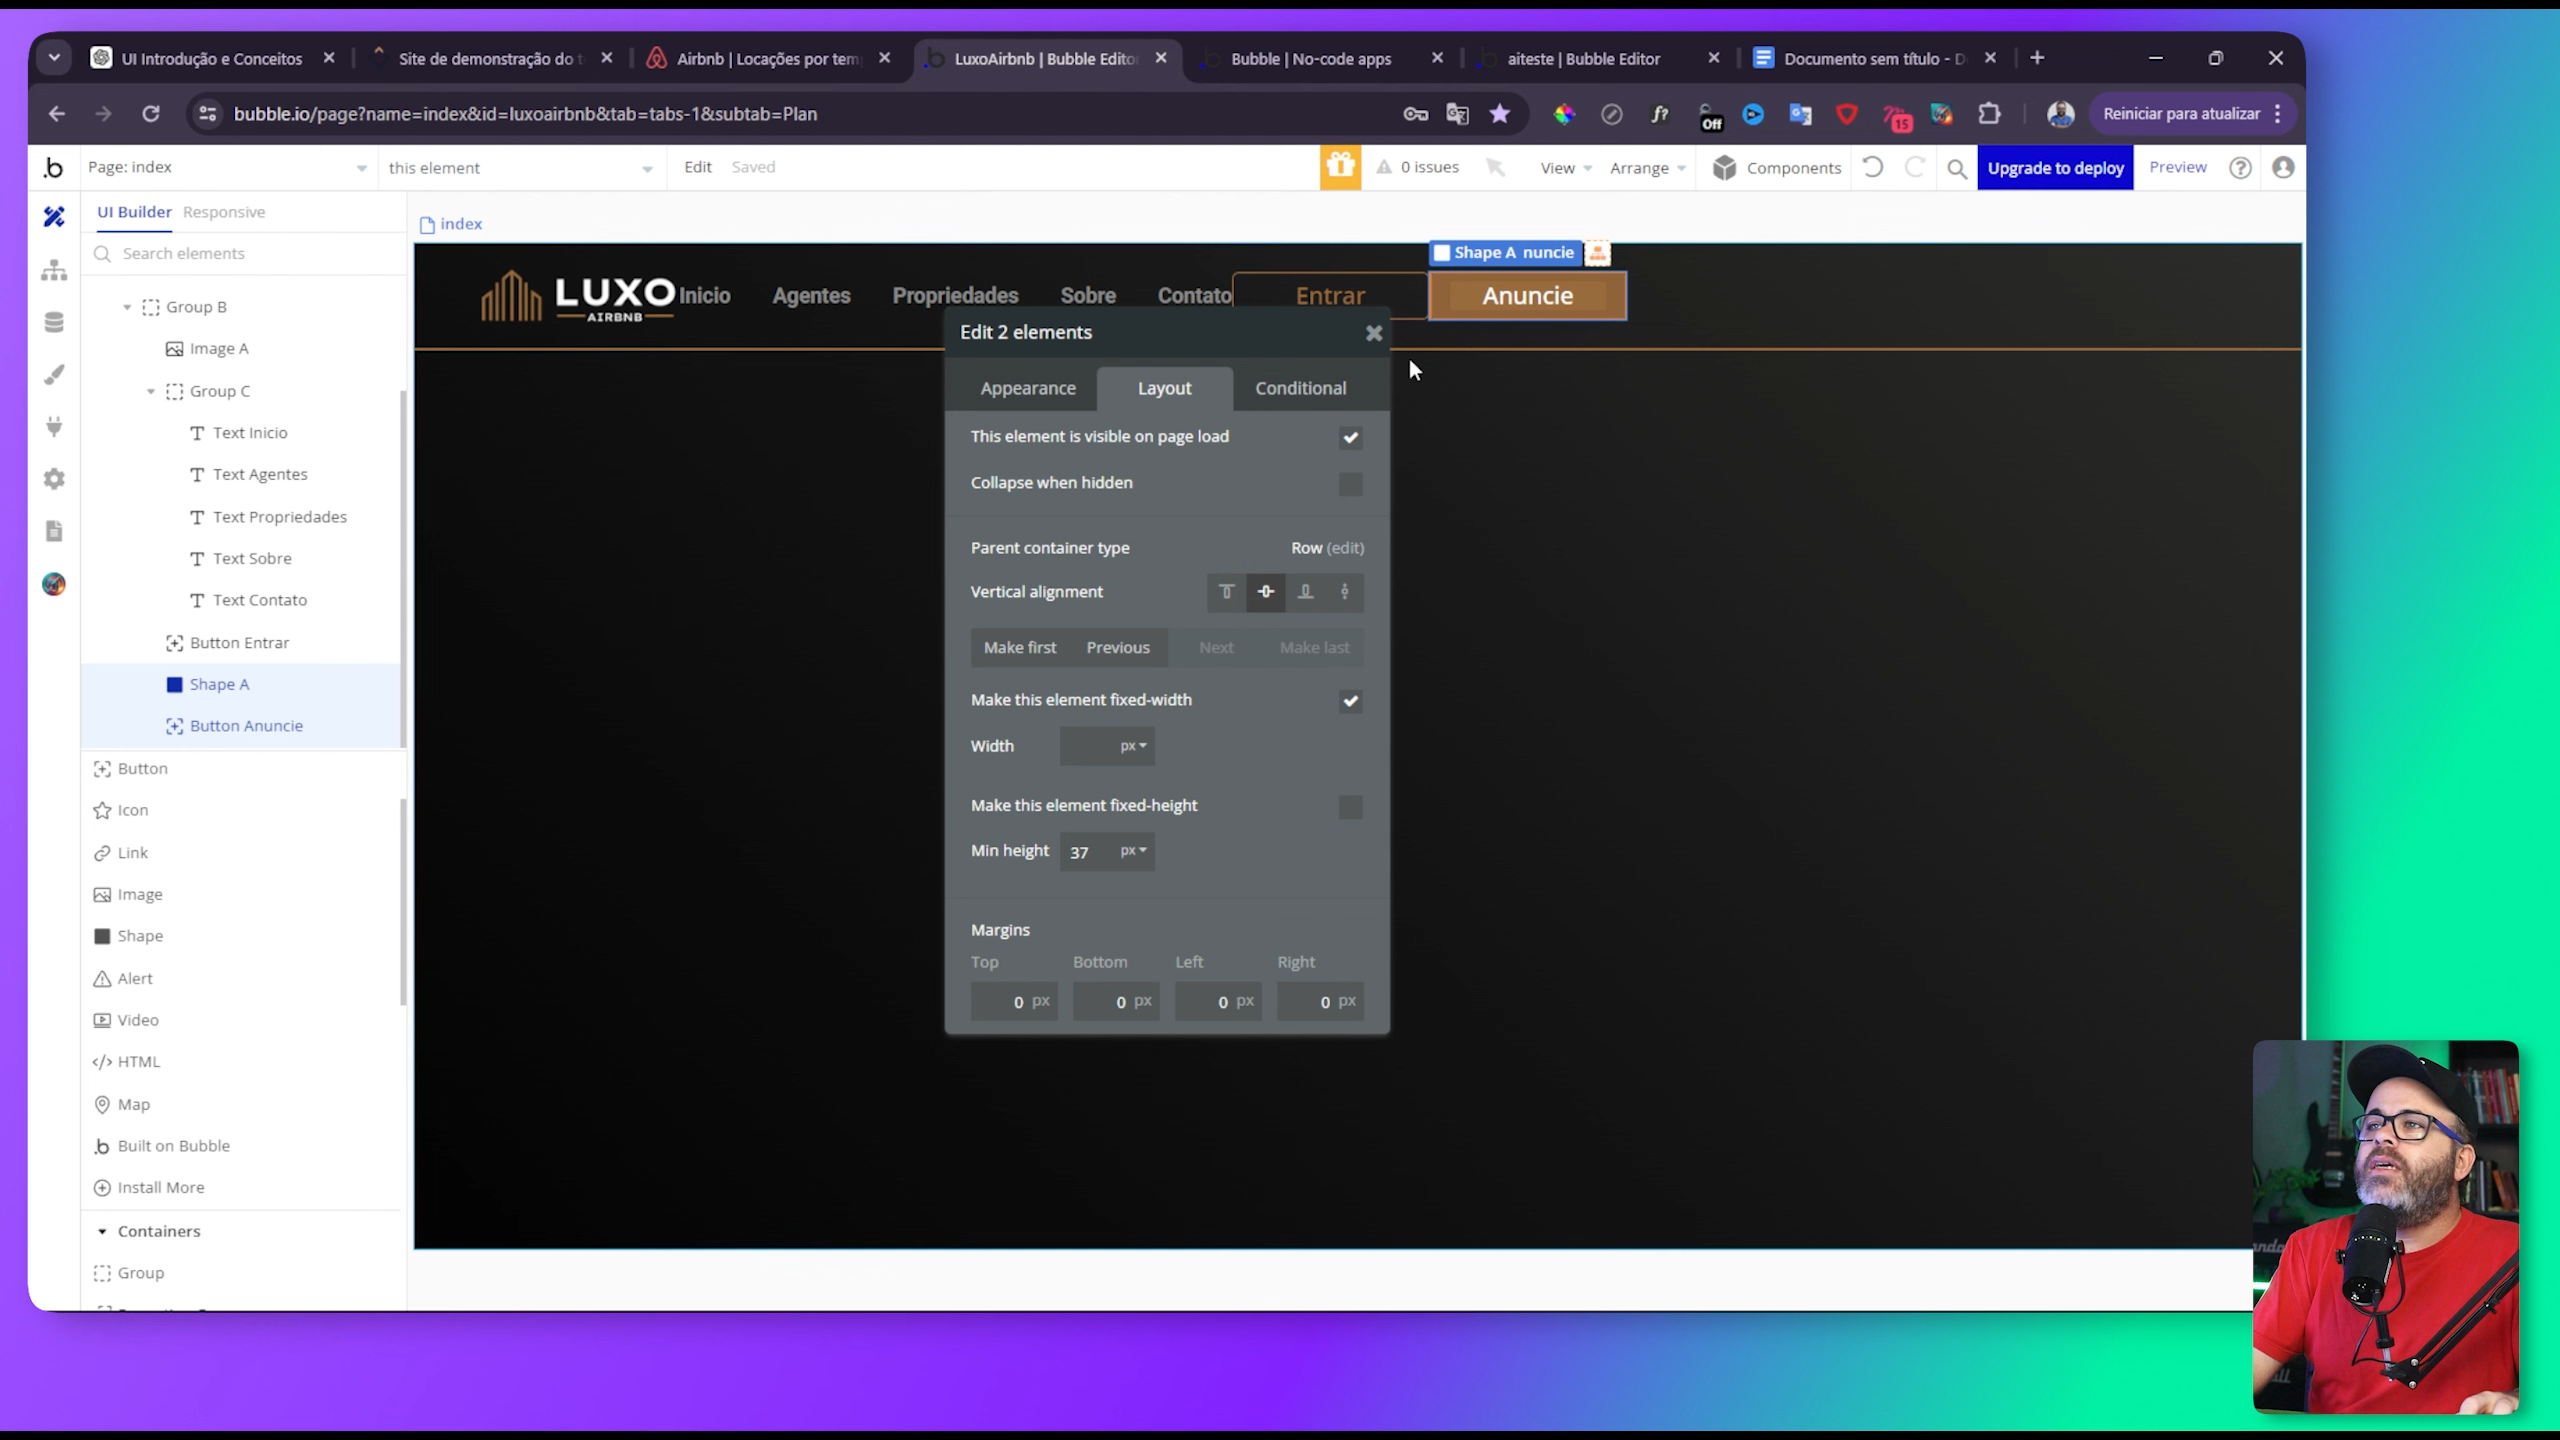 UI Introdução e Conceitos
Site de demonstração do t
Airbnb | Locações por tem
LuxoAirbnb | Bubble Edito
Bubble | No-code apps
aiteste | Bubble Editor
Documento sem título - D
bubble.io/page?name=index&id=luxoairbnb&tab=tabs-1&subtab=Plan
f?
Off
15
Reiniciar para atualizar
.b
Page: index
this element
Edit
Saved
0 issues
View
Arrange
Components
Upgrade to deploy
Preview
UI Builder
Responsive
index
Search elements
Shape A nuncie
LUXO
AIRBNB
Inicio
Agentes
Propriedades
Sobre
Contato
Entrar
Anuncie
Group B
Image A
Group C
Text Inicio
Text Agentes
Text Propriedades
Text Sobre
Text Contato
Button Entrar
Shape A
Button Anuncie
Button
Icon
Link
Image
Shape
Alert
Video
</> HTML
Map
.b Built on Bubble
Install More
Containers
Group
Edit 2 elements
Appearance
Layout
Conditional
This element is visible on page load
Collapse when hidden
Parent container type
Row (edit)
Vertical alignment
Make first
Previous
Next
Make last
Make this element fixed-width
Width
px
Make this element fixed-height
Min height
37 px
Margins
Top
Bottom
Left
Right
0 px
0 px
0 px
0 px